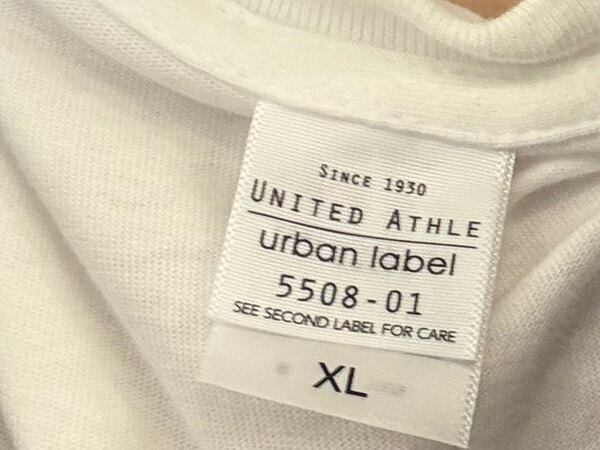 SINCE 1930
UNITED ATHLE
urban label
5508-01
SEE SECOND LABEL FOR CARE
XL